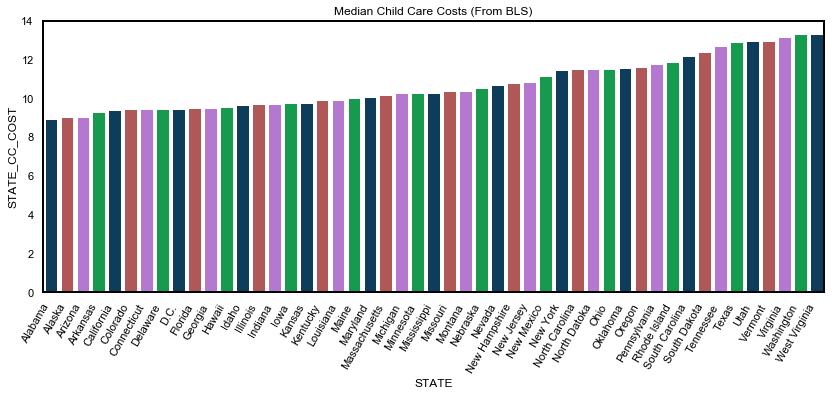 Median Child Care Costs (From BLS)
STATE_CC_COST
14
12
10
8
6
4
2
0
Alabama
Alaska
Arizona
Arkansas
California
Colorado
Connecticut
Delaware
D.C.
Florida
Georgia
Hawaii
Idaho
Illinois
Indiana
Iowa
Kansas
Kentucky
Louisiana
Maine
Maryland
Massachusetts
Michigan
Minnesota
Mississippi
Missouri
Montana
Nebraska
Nevada
New Hampshire
New Jersey
New Mexico
New York
North Carolina
North Datoka
Ohio
Oklahoma
Oregon
Pennsylvania
Rhode island
South Carolina
South Dakota
Tennessee
Texas
Utah
Vermont
Virginia
Washington
West Virginia
STATE